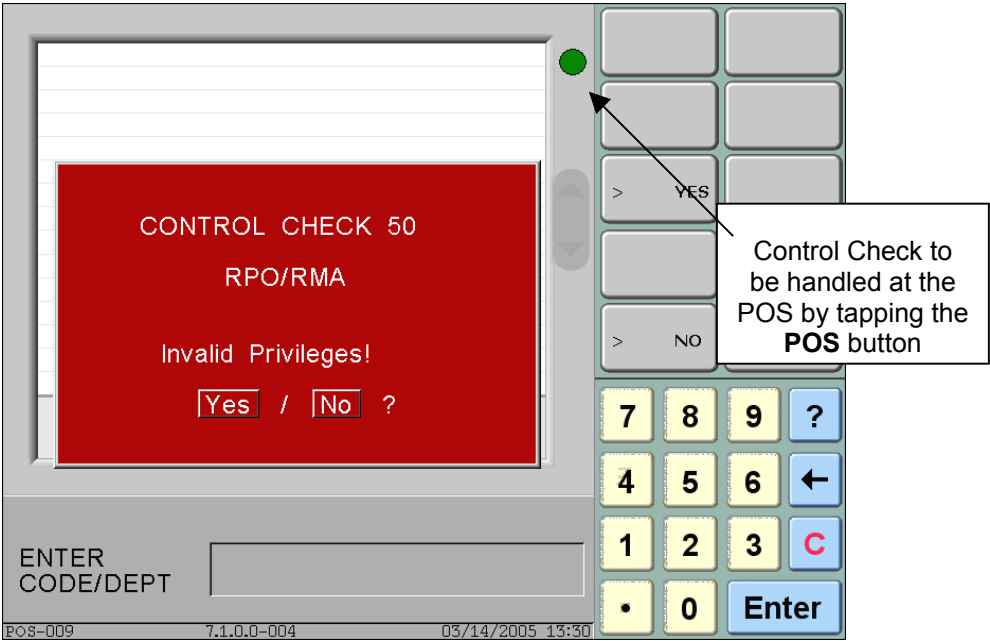 CONTROL CHECK 50
RPO/RMA
Invalid Privileges!
Yes / No ?
ENTER
CODE/DEPT
POS-009 7.1.0.0-004 03/14/2005 13:30
> YES
> NO
Control Check to
be handled at the
POS by tapping the
POS button
7 8 9 ?
4 5 6 ←
1 2 3 C
• 0 Enter